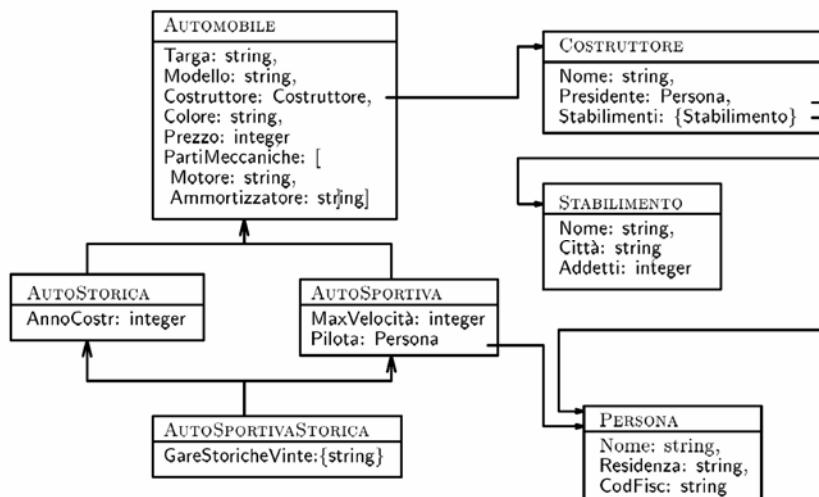 AUTOMOBILE
Targa: string,
Modello: string,
Costruttore: Costruttore,
Colore: string,
Prezzo: integer
PartiMeccaniche: [
Motore: string,
Ammortizzatore: string]
COSTRUTTORE
Nome: string,
Presidente: Persona,
Stabilimenti: {Stabilimento}
STABILIMENTO
Nome: string,
Città: string
Addetti: integer
AUTOSTORICA
AnnoCostr: integer
AUTOSPORTIVA
MaxVelocità: integer
Pilota: Persona
AUTOSPORTIVASTORICA
GareStoricheVinte:{string}
PERSONA
Nome: string,
Residenza: string,
CodFisc: string